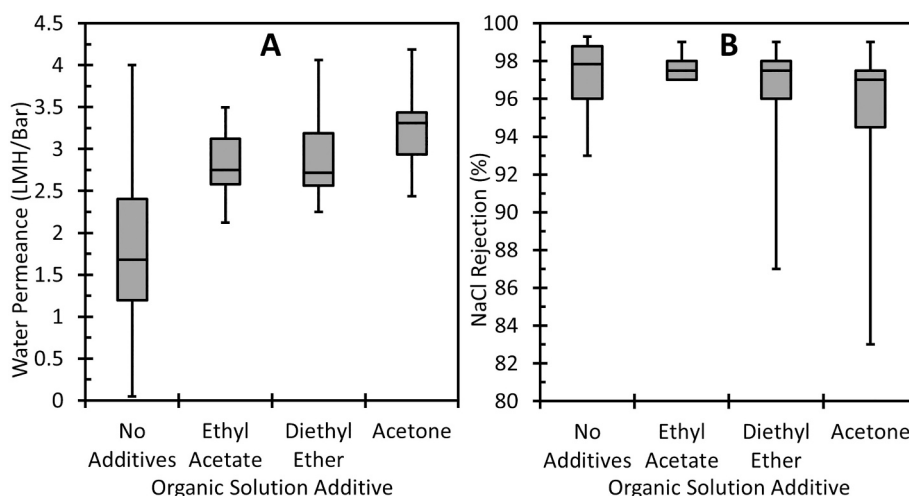 A
Water Permeance (LMH/Bar)
4.5
4
3.5
3
2.5
2
1.5
1
0.5
0
No Additives
Ethyl Acetate
Diethyl Ether
Acetone
Organic Solution Additive
B
NaCl Rejection (%)
100
98
96
94
92
90
88
86
84
82
80
No Additives
Ethyl Acetate
Diethyl Ether
Acetone
Organic Solution Additive